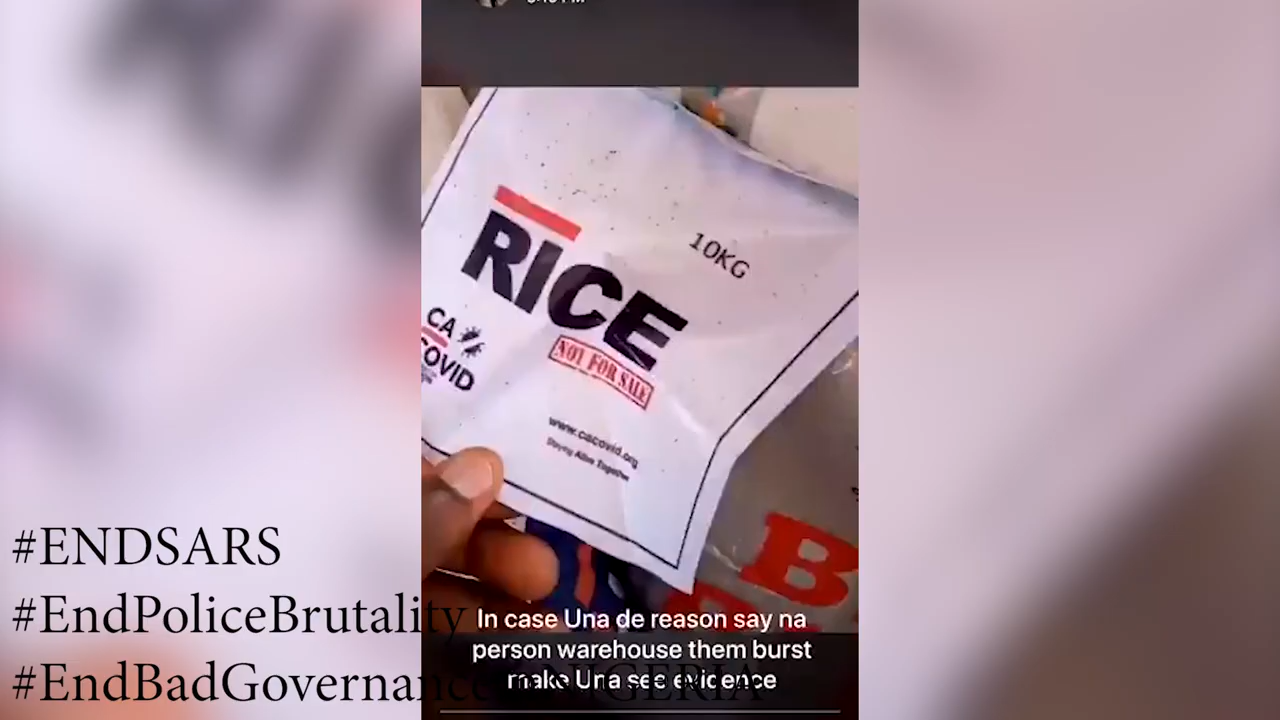 RICE
10KG
NOT FOR SALE
CA
COVID
www.cacovid.org
Staying Alive Together
B
In case Una de reason say na
person warehouse them burst
make Una see evidence
#ENDSARS
#EndPoliceBrutality
#EndBadGovernance NIGERIA